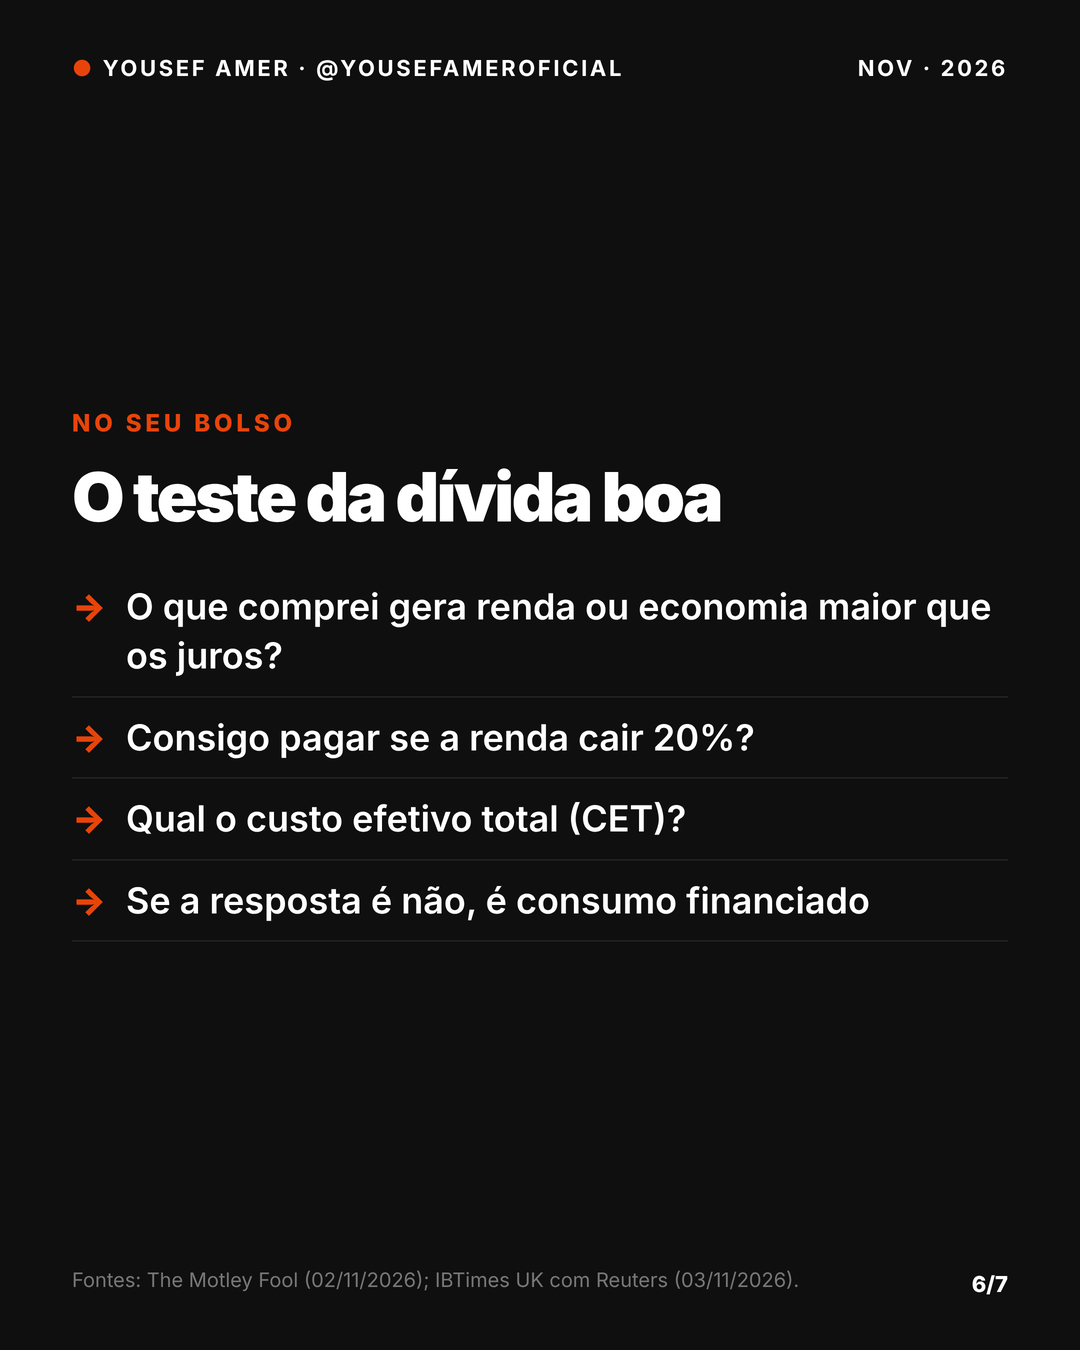 YOUSEF AMER · @YOUSEFAMEROFICIAL
NOV · 2026
NO SEU BOLSO
O teste da dívida boa
→ O que comprei gera renda ou economia maior que
os juros?
→ Consigo pagar se a renda cair 20%?
→ Qual o custo efetivo total (CET)?
→ Se a resposta é não, é consumo financiado
Fontes: The Motley Fool (02/11/2026); IBTimes UK com Reuters (03/11/2026).
6/7